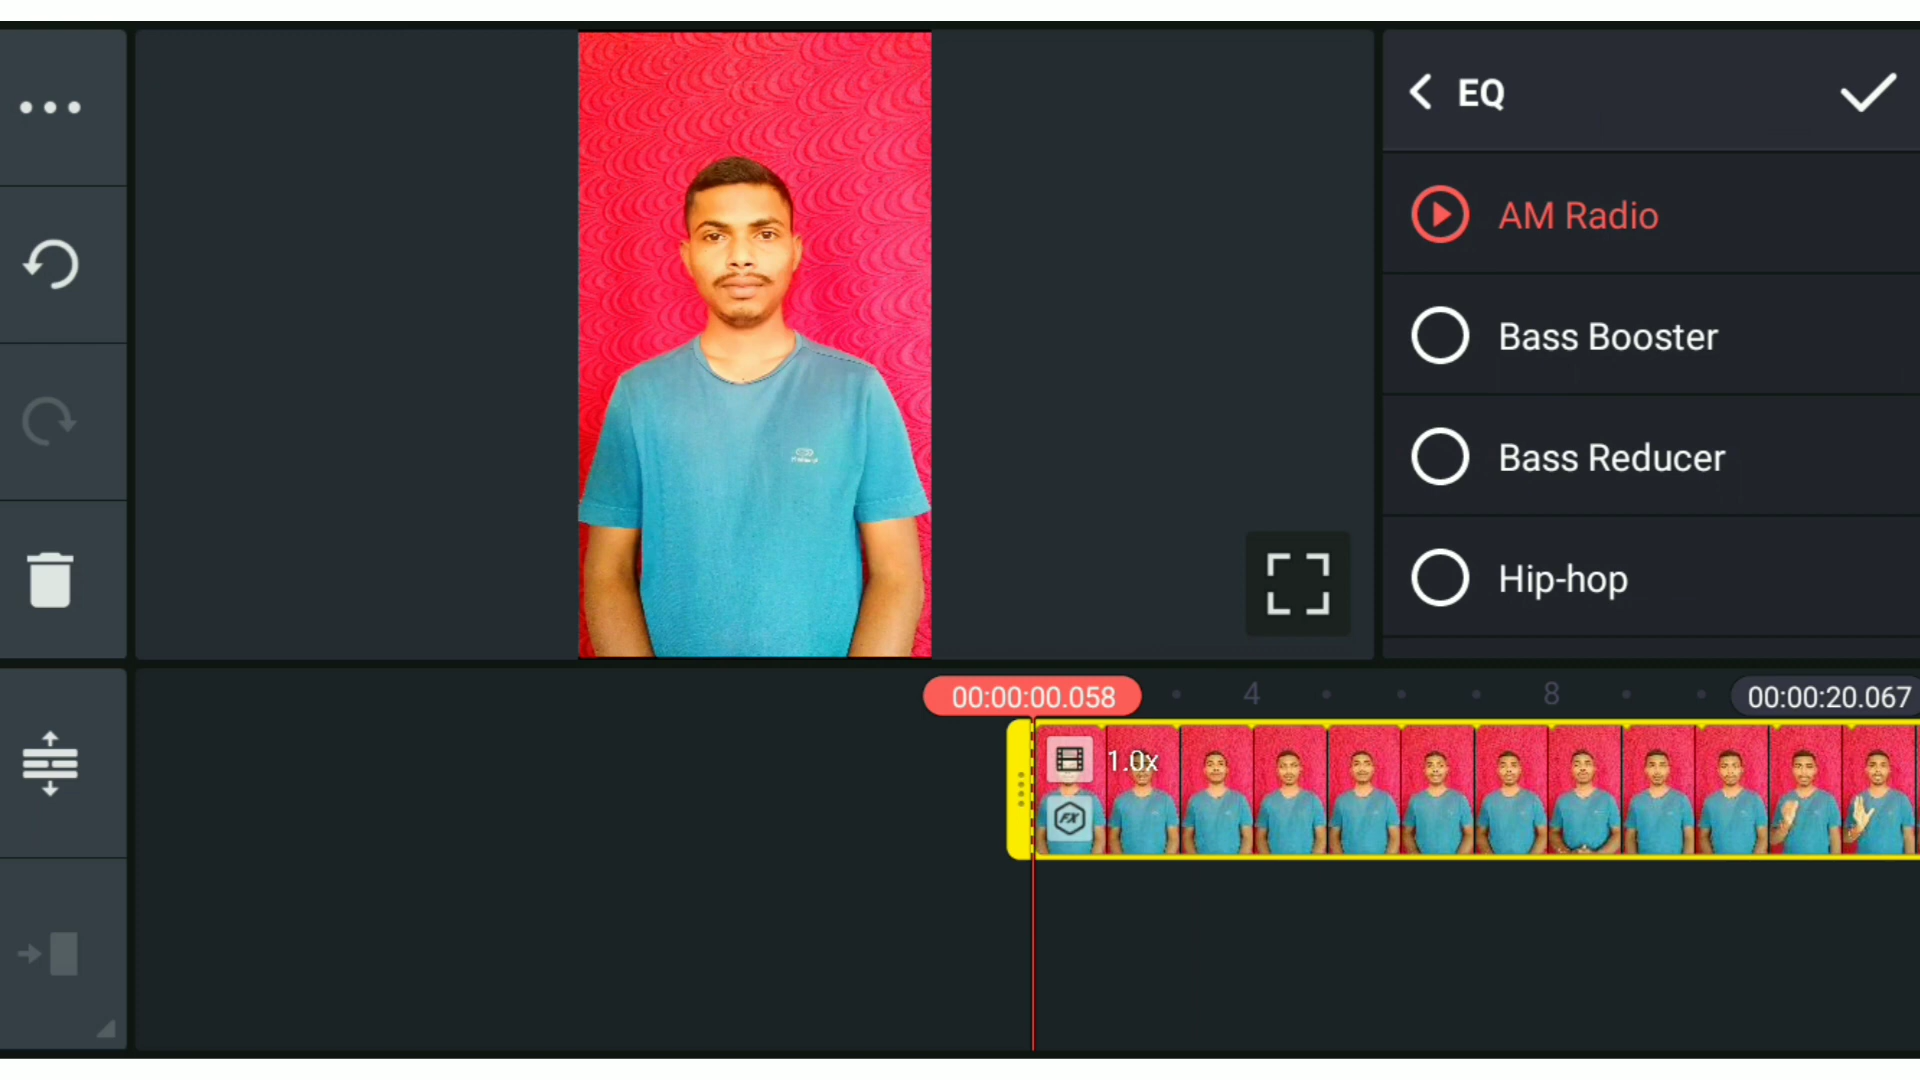 EQ
AM Radio
Bass Booster
Bass Reducer
Hip-hop
00:00:00.058
4
8
00:00:20.067
1.0x
FX